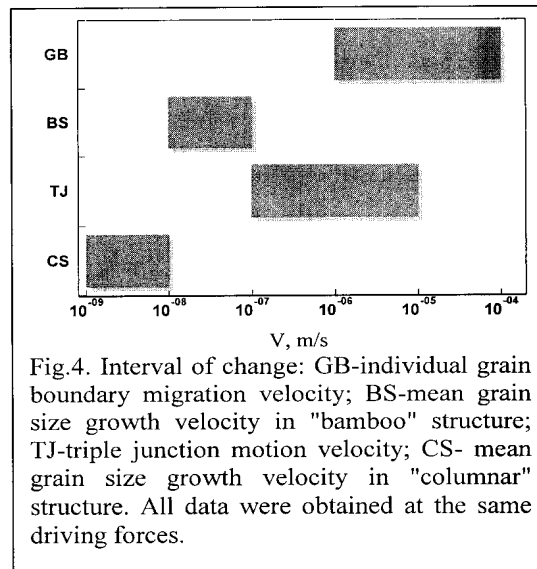 GB
BS
TJ
CS
10⁻⁰⁹ 10⁻⁰⁸ 10⁻⁰⁷ 10⁻⁰⁶ 10⁻⁰⁵ 10⁻⁰⁴
V, m/s
Fig.4. Interval of change: GB-individual grain
boundary migration velocity; BS-mean grain
size growth velocity in "bamboo" structure;
TJ-triple junction motion velocity; CS- mean
grain size growth velocity in "columnar"
structure. All data were obtained at the same
driving forces.